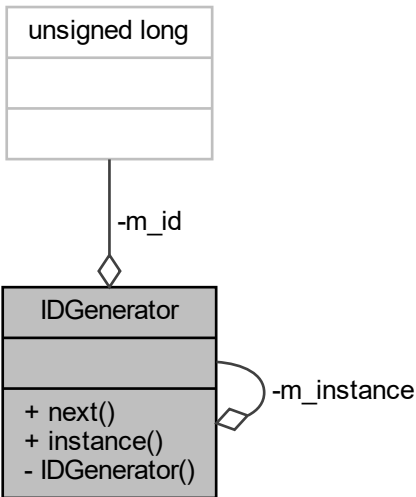 unsigned long
-m_id
IDGenerator
-m_instance
+ next()
+ instance()
- IDGenerator()